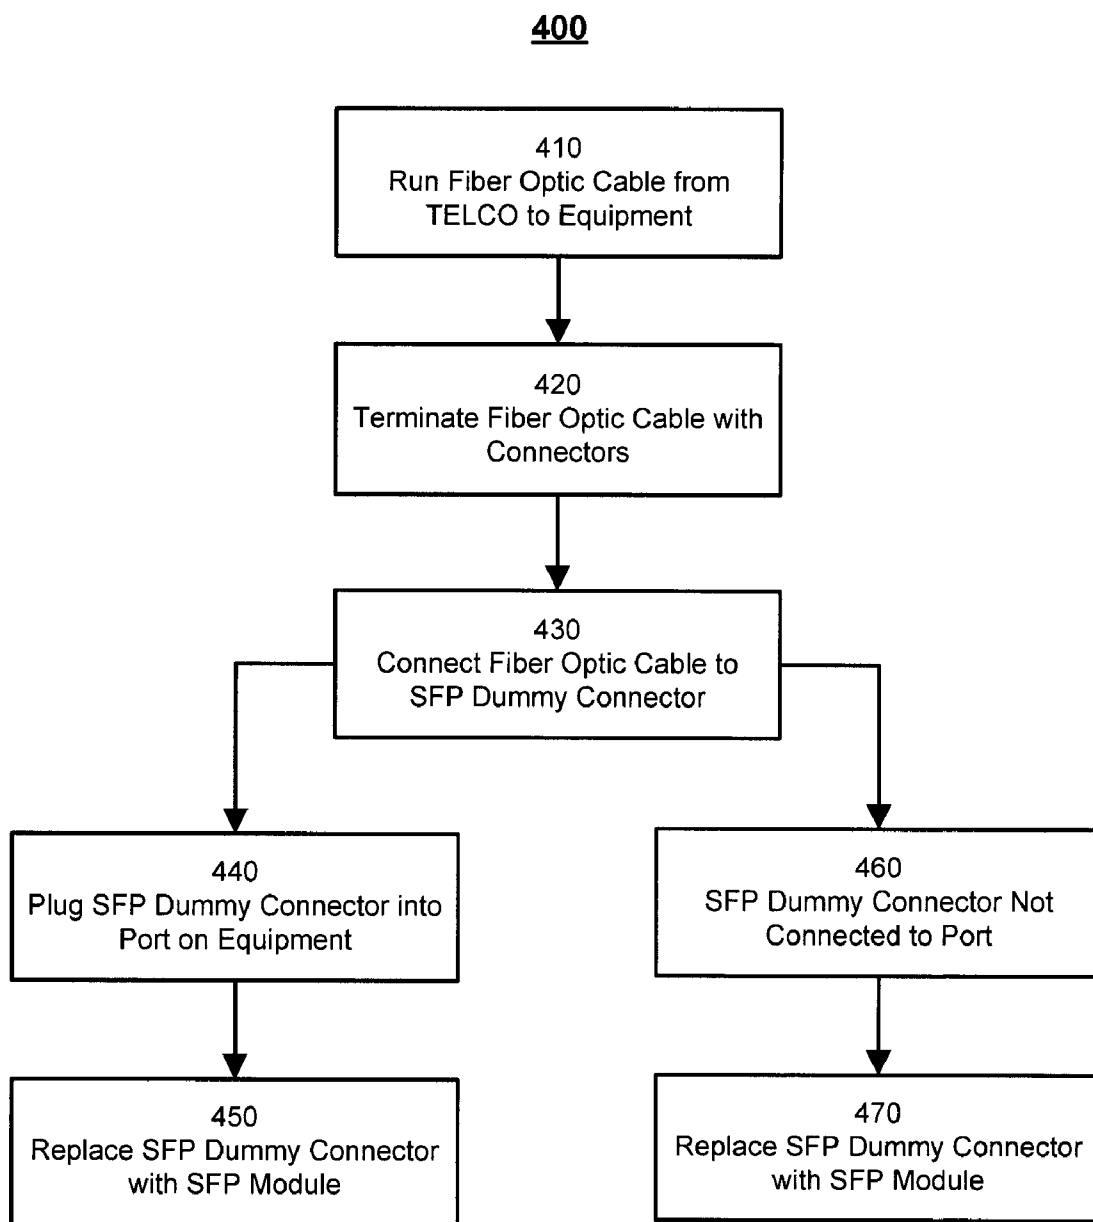 400
410
Run Fiber Optic Cable from
TELCO to Equipment
420
Terminate Fiber Optic Cable with
Connectors
430
Connect Fiber Optic Cable to
SFP Dummy Connector
440
Plug SFP Dummy Connector into
Port on Equipment
460
SFP Dummy Connector Not
Connected to Port
450
Replace SFP Dummy Connector
with SFP Module
470
Replace SFP Dummy Connector
with SFP Module